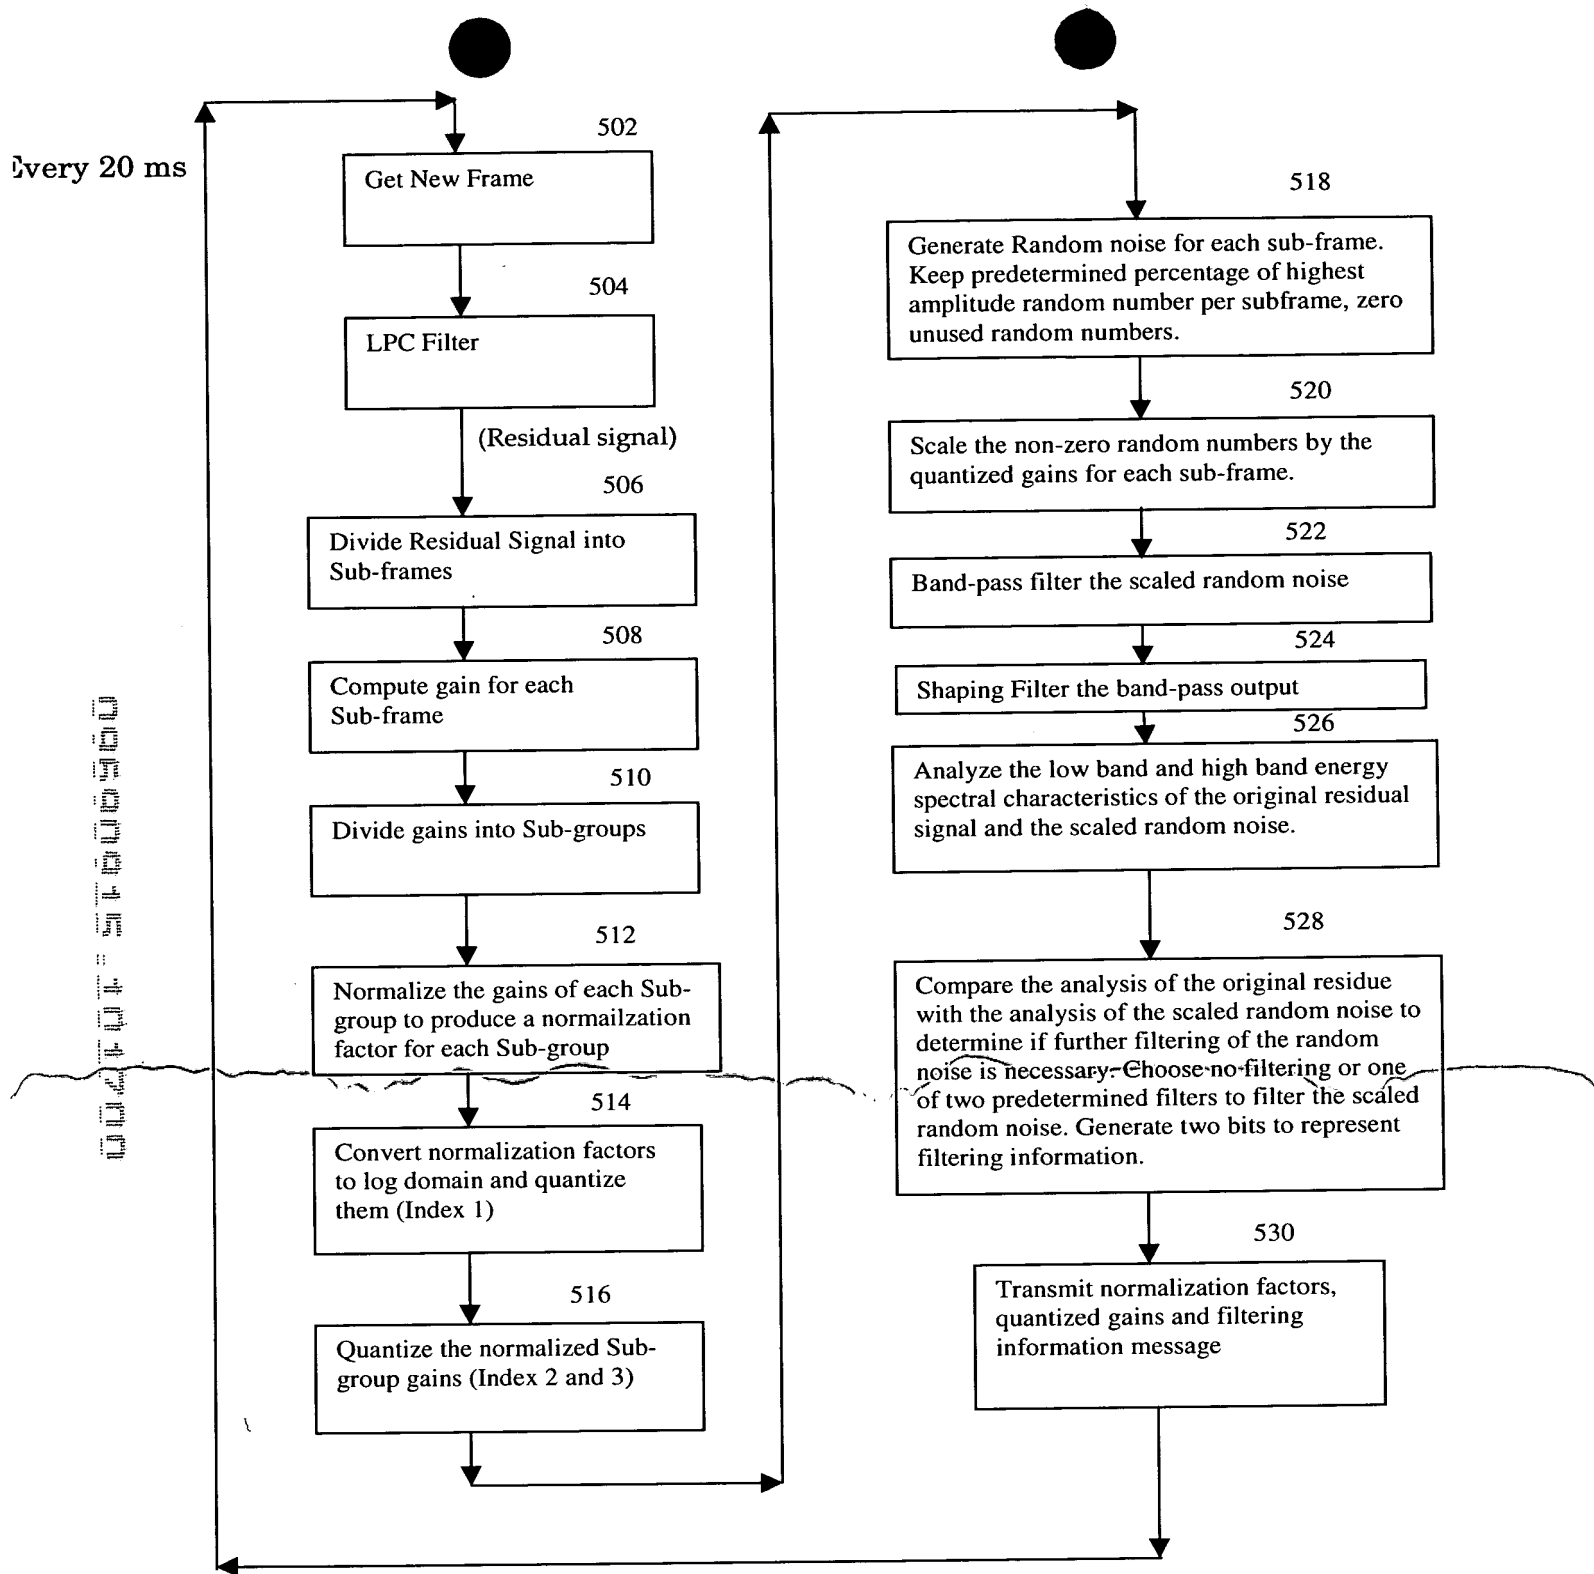 Every 20 ms
502
Get New Frame
504
LPC Filter
(Residual signal)
506
Divide Residual Signal into
Sub-frames
508
Compute gain for each
Sub-frame
510
Divide gains into Sub-groups
512
Normalize the gains of each Sub-
group to produce a normailzation
factor for each Sub-group
514
Convert normalization factors
to log domain and quantize
them (Index 1)
516
Quantize the normalized Sub-
group gains (Index 2 and 3)
518
Generate Random noise for each sub-frame.
Keep predetermined percentage of highest
amplitude random number per subframe, zero
unused random numbers.
520
Scale the non-zero random numbers by the
quantized gains for each sub-frame.
522
Band-pass filter the scaled random noise
524
Shaping Filter the band-pass output
526
Analyze the low band and high band energy
spectral characteristics of the original residual
signal and the scaled random noise.
528
Compare the analysis of the original residue
with the analysis of the scaled random noise to
determine if further filtering of the random
noise is necessary. Choose no filtering or one
of two predetermined filters to filter the scaled
random noise. Generate two bits to represent
filtering information.
530
Transmit normalization factors,
quantized gains and filtering
information message